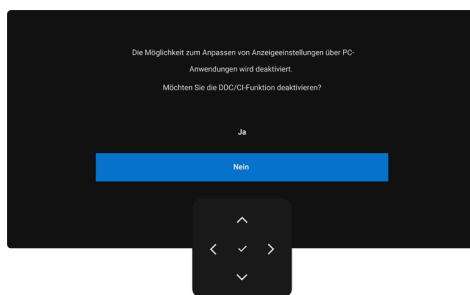 Die Möglichkeit zum Anpassen von Anzeigeeinstellungen über PC-
Anwendungen wird deaktiviert.
Möchten Sie die DDC/CI-Funktion deaktivieren?
Ja
Nein